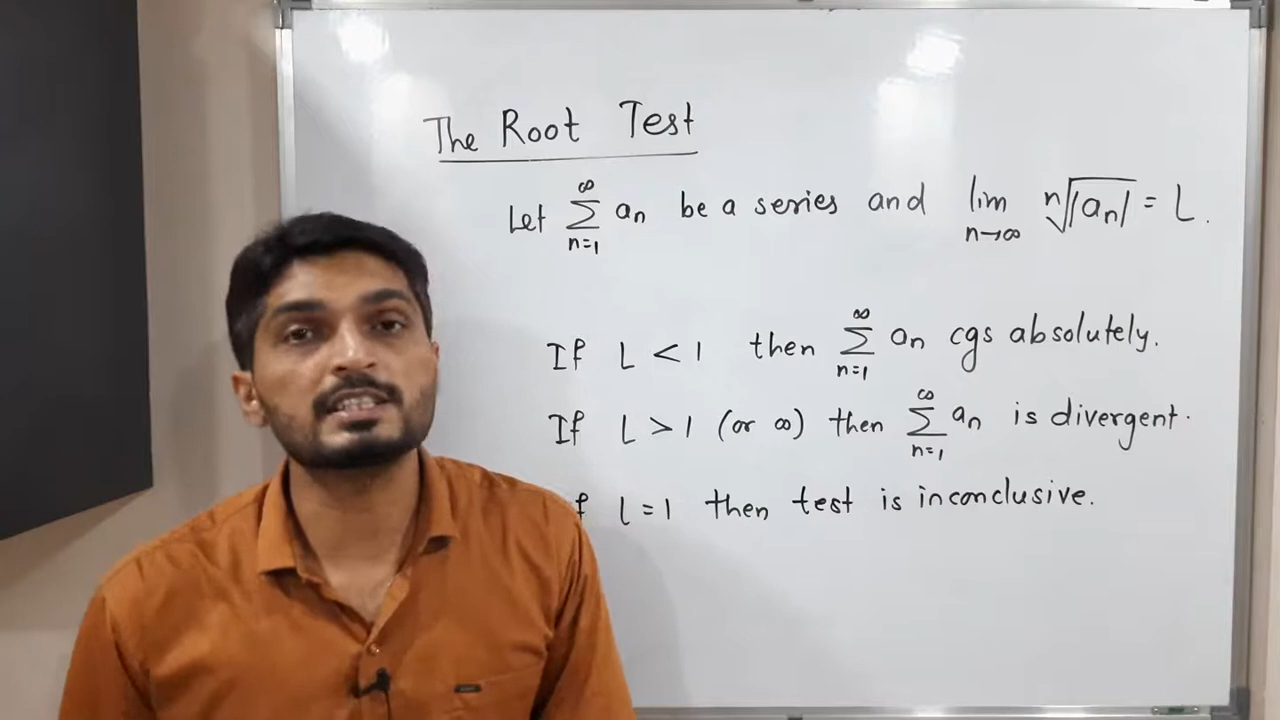 The Root Test
Let ∞ Σ n=1 an be a series and lim n→∞ n√|an| = L.
If L < 1 then ∞ Σ n=1 an cgs absolutely.
If L > 1 (or ∞) then ∞ Σ n=1 an is divergent.
f L = 1 then test is inconclusive.